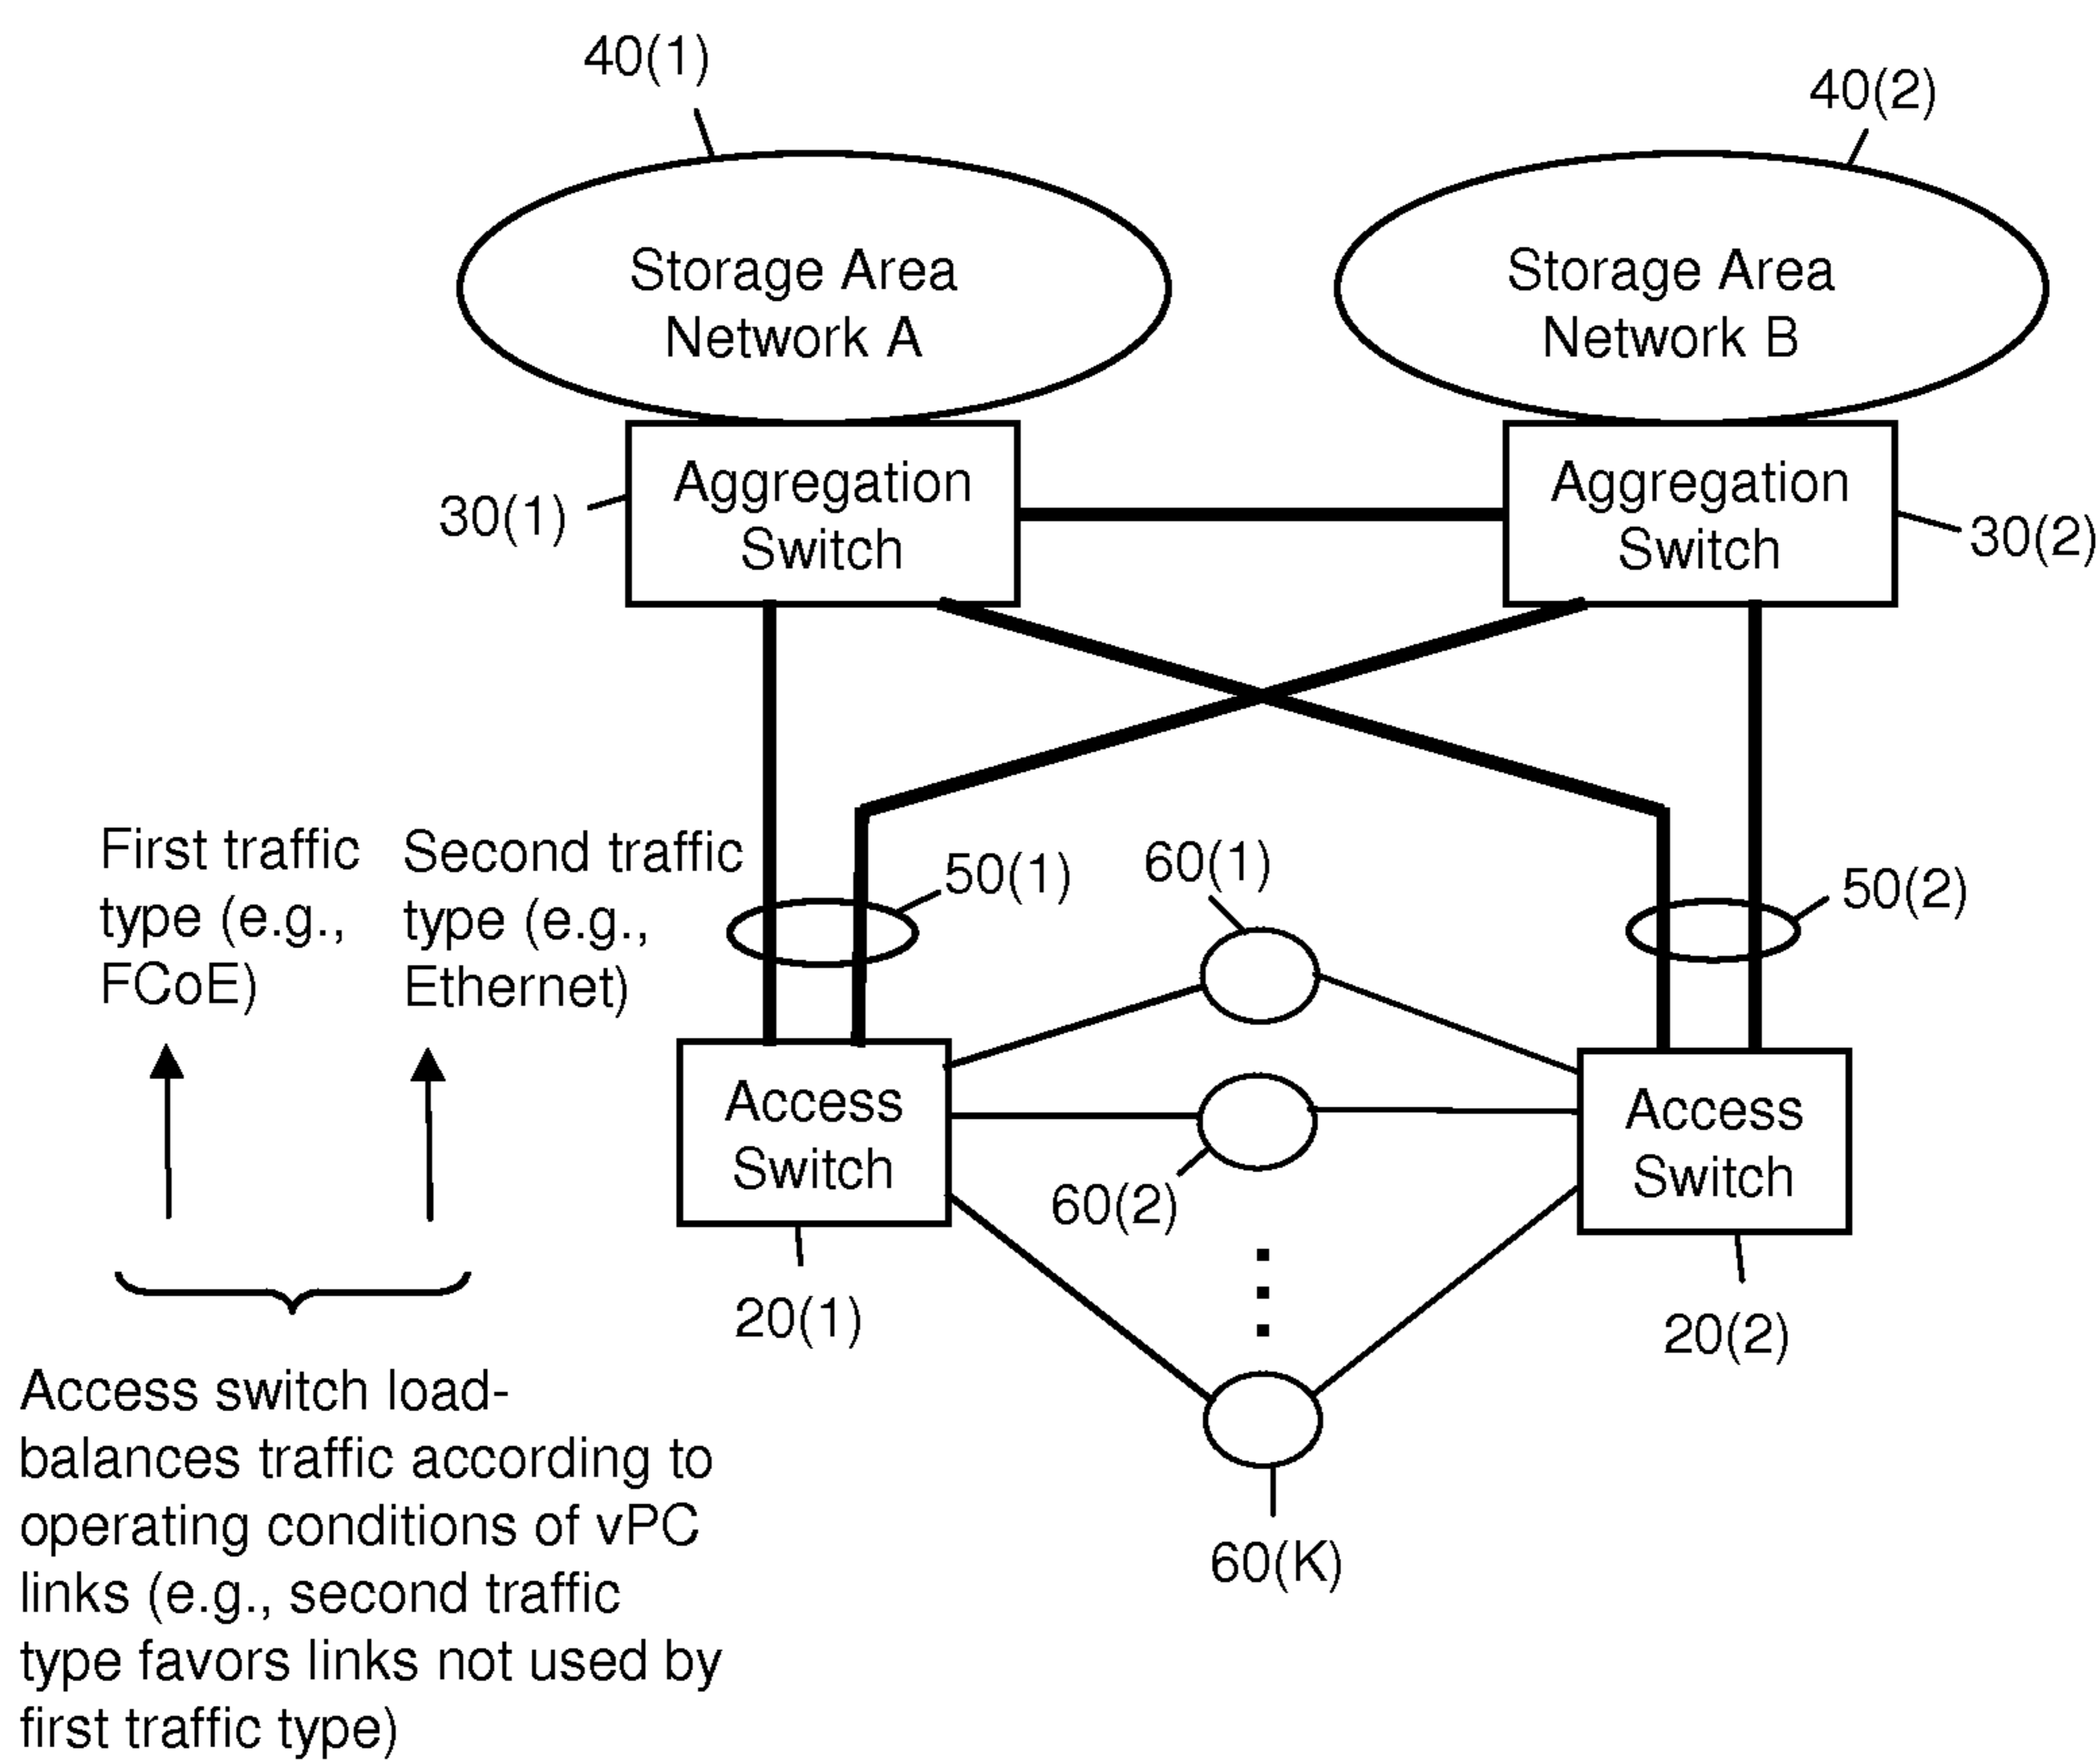 40(1)
40(2)
Storage Area
Network A
Storage Area
Network B
Aggregation
Switch
Aggregation
Switch
30(1)
30(2)
First traffic
type (e.g.,
FCoE)
Second traffic
type (e.g.,
Ethernet)
50(1)
60(1)
50(2)
Access
Switch
Access
Switch
60(2)
20(1)
20(2)
Access switch load-
balances traffic according to
operating conditions of vPC
links (e.g., second traffic
type favors links not used by
first traffic type)
60(K)